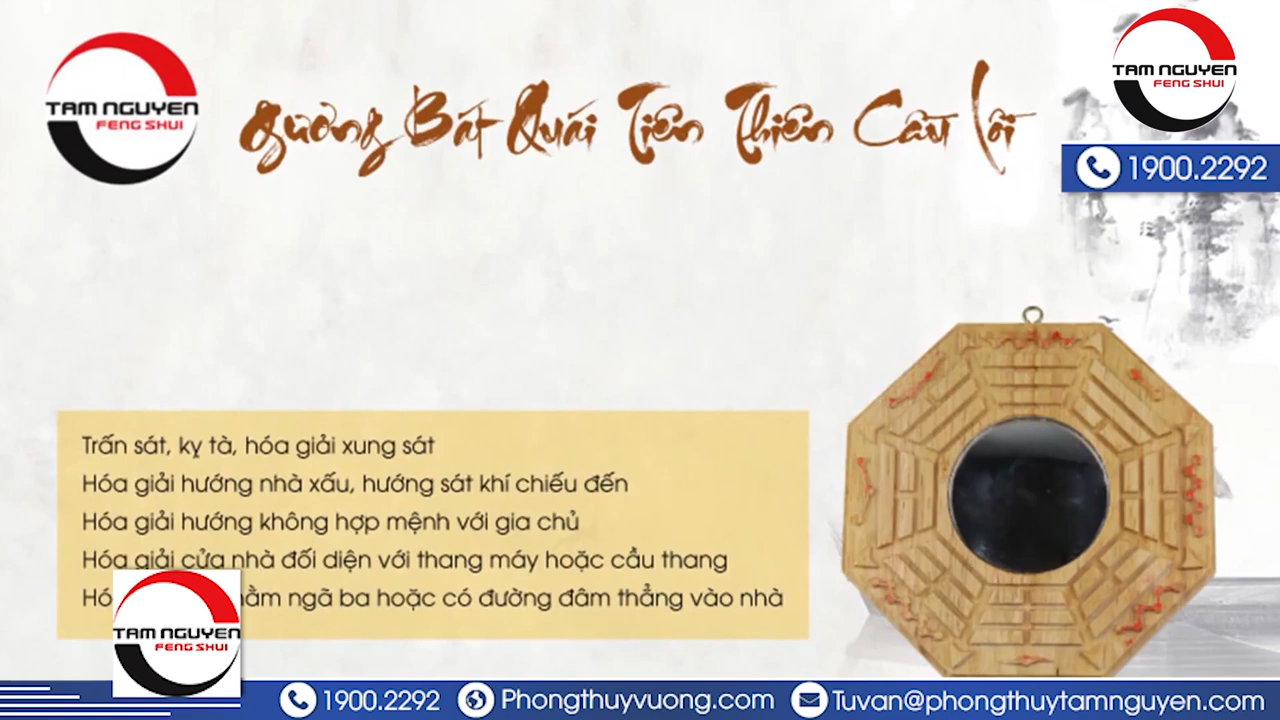 TAM NGUYEN
FENG SHUI
Gương Bát Quái Tiên Thiên Cầu Lồi
TAM NGUYEN
FENG SHUI
1900.2292
Trấn sát, kỵ tà, hóa giải xung sát
Hóa giải hướng nhà xấu, hướng sát khí chiếu đến
Hóa giải hướng không hợp mệnh với gia chủ
Hóa giải cửa nhà đối diện với thang máy hoặc cầu thang
Hó ằm ngã ba hoặc có đường đâm thẳng vào nhà
TAM NGUYEN
FENG SHUI
1900.2292
Phongthuyvuong.com
Tuvan@phongthuytamnguyen.com